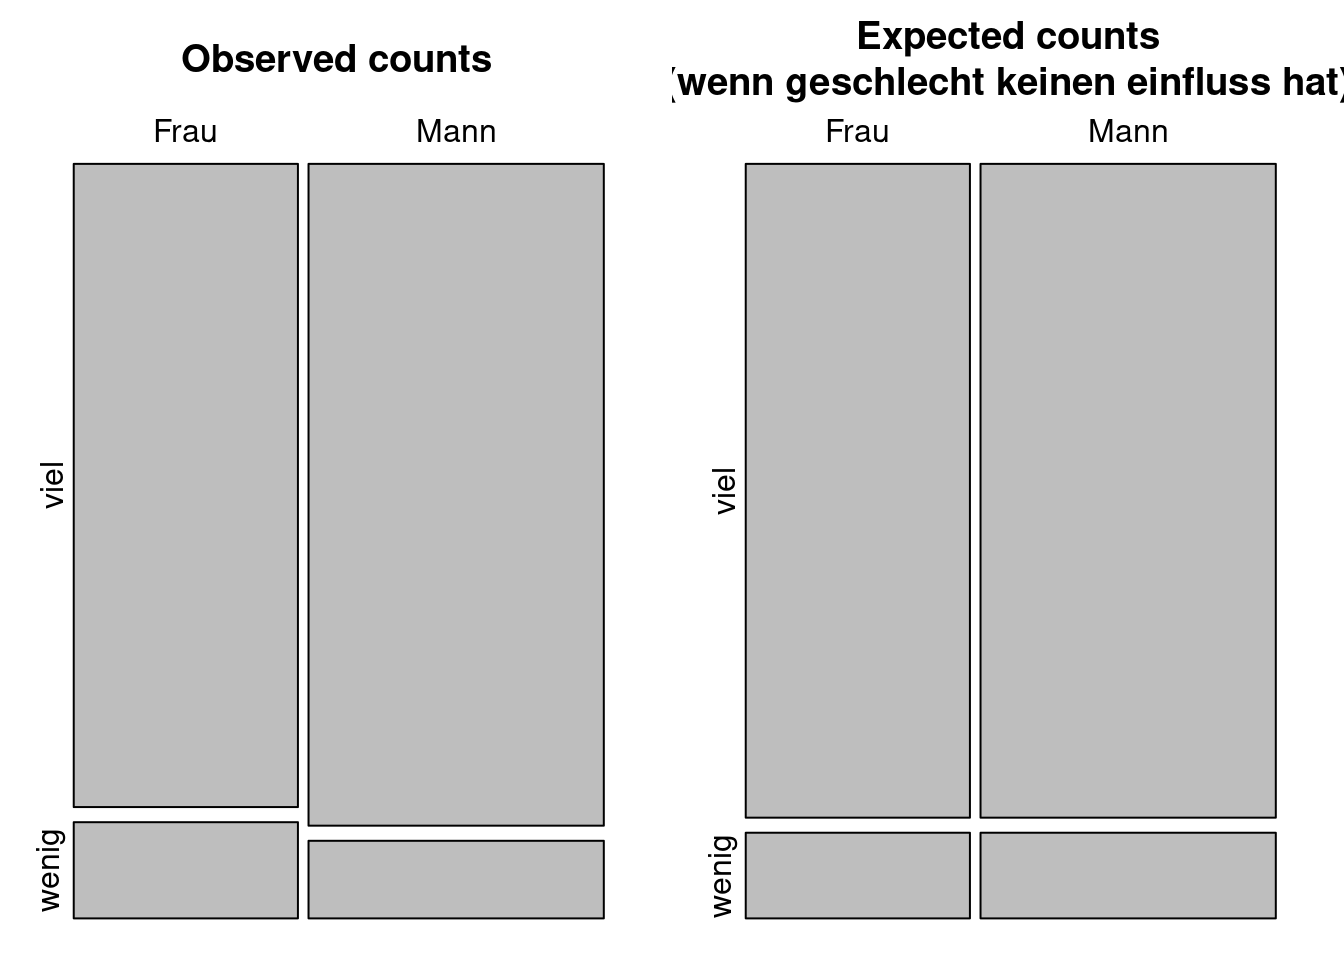 Observed counts
Frau Mann
viel
wenig
Expected counts
(wenn geschlecht keinen einfluss hat)
Frau Mann
viel
wenig